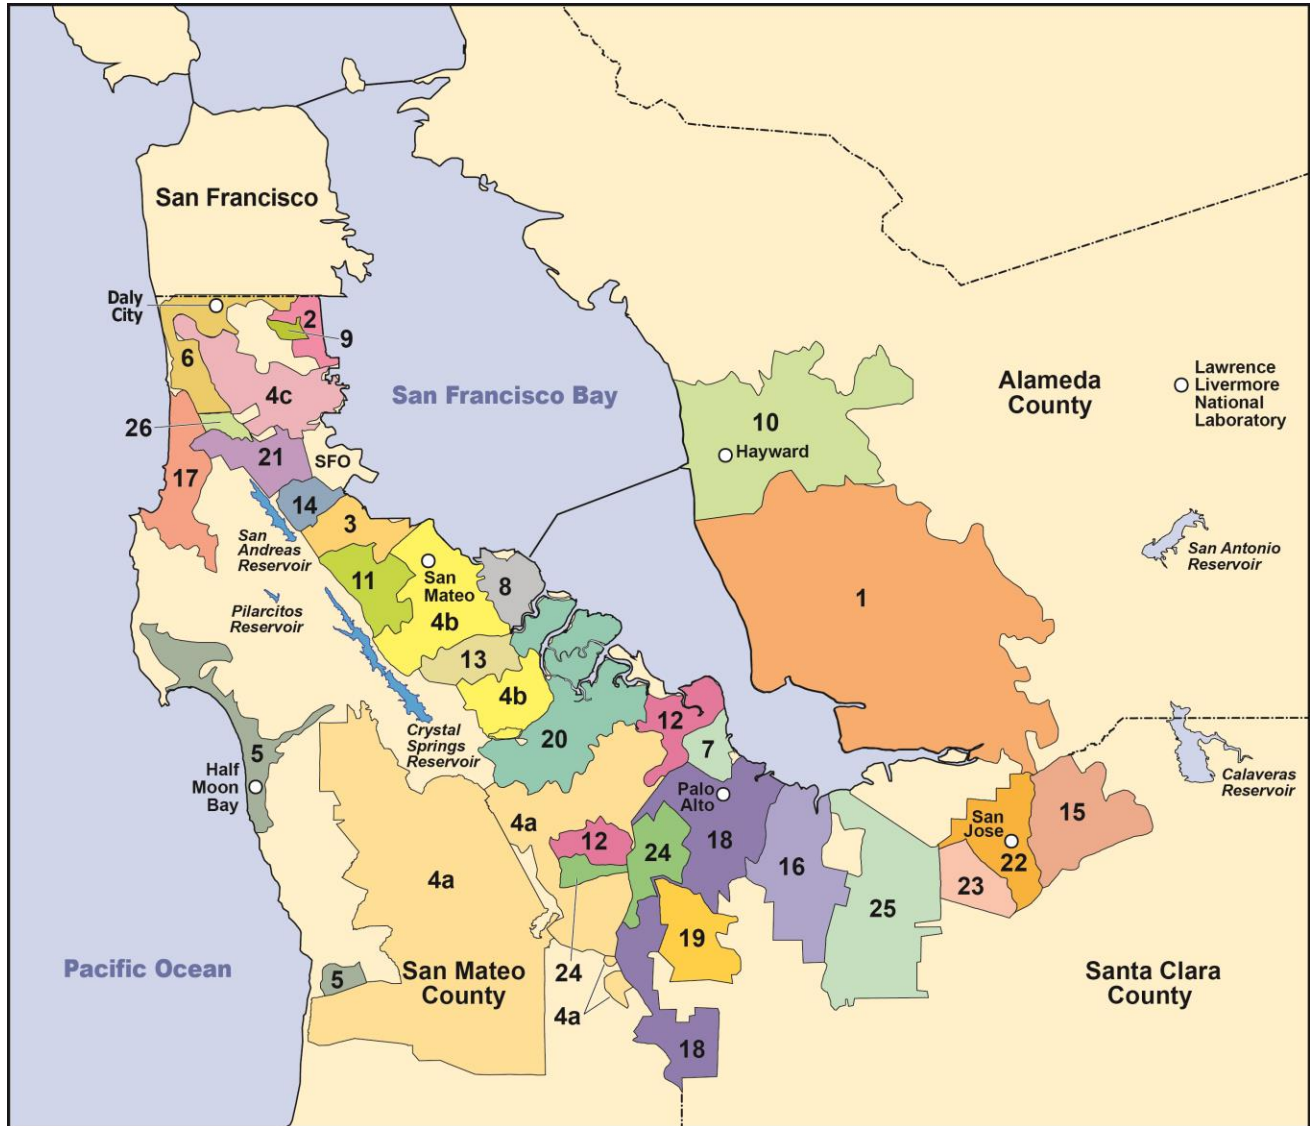 San Francisco
Daly
City
2
9
6
4c
San Francisco Bay
Alameda
County
Lawrence
Livermore
National
Laboratory
26
10
Hayward
21
SFO
17
14
3
San
Andreas
Reservoir
San Antonio
Reservoir
11
San
Mateo
8
1
Pilarcitos
Reservoir
4b
13
4b
Crystal
Springs
Reservoir
20
12
7
5
Half
Moon
Bay
Palo
Alto
Calaveras
Reservoir
4a
12
24
18
16
San
Jose
22
15
4a
23
25
19
Pacific Ocean
5
San Mateo
County
24
4a
Santa Clara
County
18